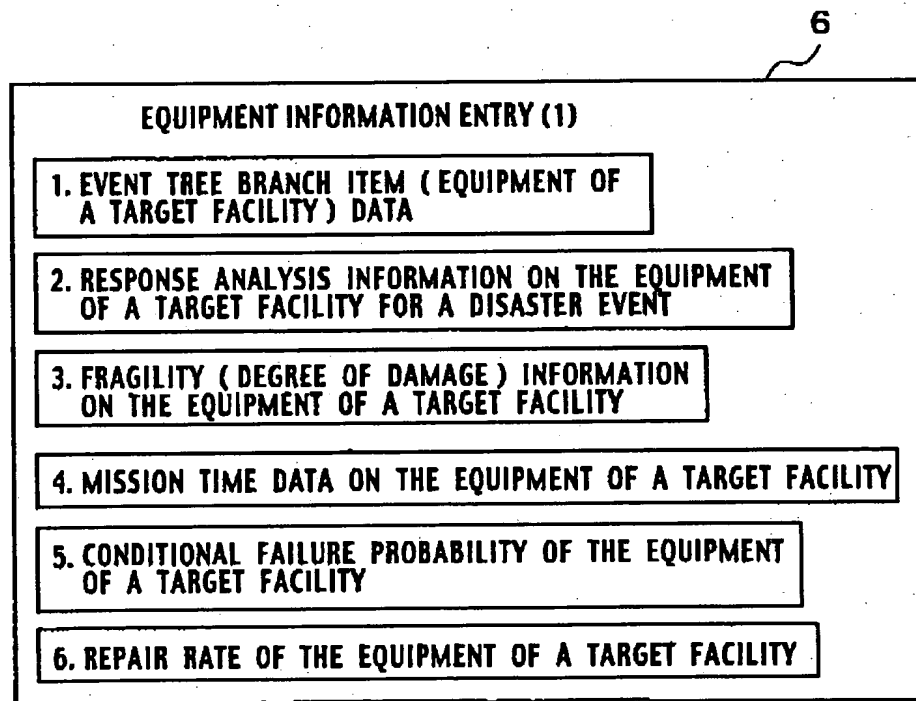 6
EQUIPMENT INFORMATION ENTRY (1)
1. EVENT TREE BRANCH ITEM ( EQUIPMENT OF
A TARGET FACILITY ) DATA
2. RESPONSE ANALYSIS INFORMATION ON THE EQUIPMENT
OF A TARGET FACILITY FOR A DISASTER EVENT
3. FRAGILITY ( DEGREE OF DAMAGE ) INFORMATION
ON THE EQUIPMENT OF A TARGET FACILITY
4. MISSION TIME DATA ON THE EQUIPMENT OF A TARGET FACILITY
5. CONDITIONAL FAILURE PROBABILITY OF THE EQUIPMENT
OF A TARGET FACILITY
6. REPAIR RATE OF THE EQUIPMENT OF A TARGET FACILITY